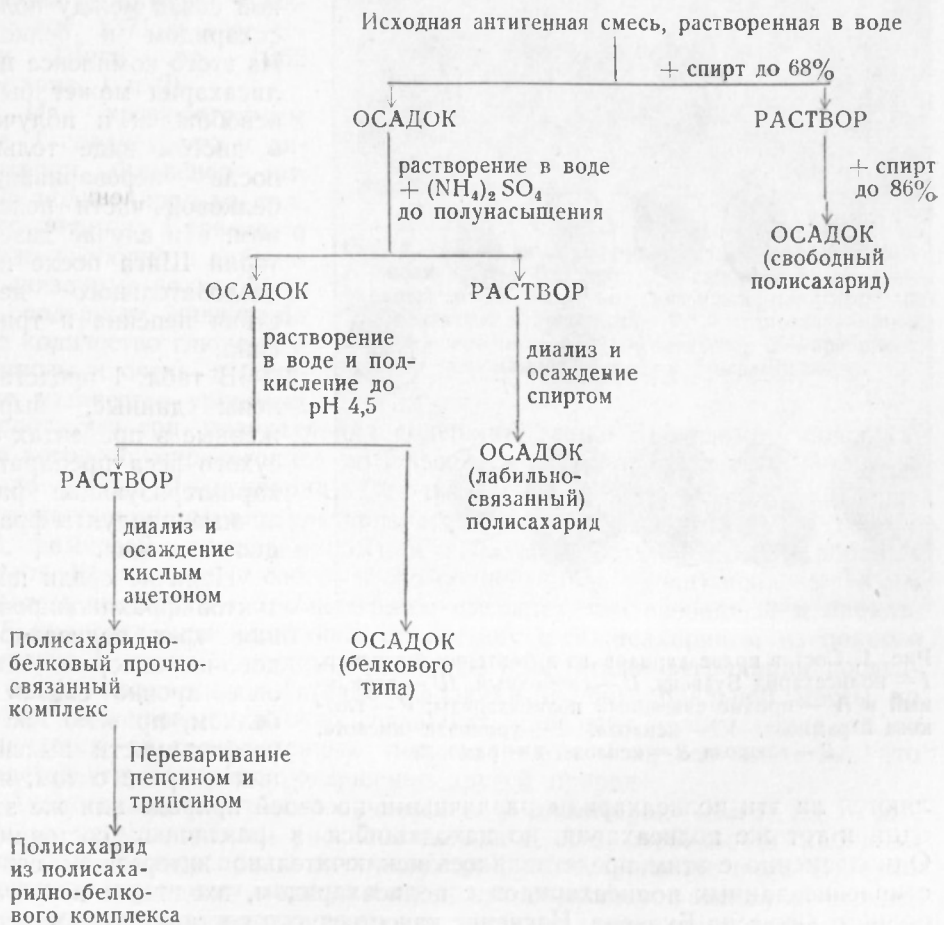 Исходная антигенная смесь, растворенная в воде
+ спирт до 68%
ОСАДОК
РАСТВОР
растворение в воде
+ (NH₄)₂ SO₄
до полунасыщения
+ спирт
до 86%
ОСАДОК
(свободный
полисахарид)
ОСАДОК
РАСТВОР
растворение
в воде и под-
кисление до
рН 4,5
диализ и
осаждение
спиртом
РАСТВОР
ОСАДОК
(лабильно-
связанный)
полисахарид
диализ и
осаждение
кислым
ацетоном
Полисахаридно-
белковый прочно-
связанный
комплекс
ОСАДОК
(белкового
типа)
Переваривание
пепсином и
трипсином
Полисахарид
из полисаха-
ридно-белко-
вого комплекса